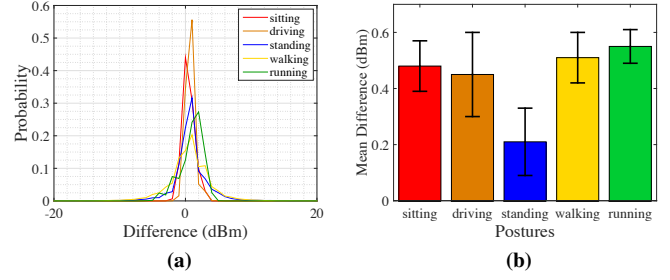 0.6
0.5
0.4
0.3
0.2
0.1
0
-20
0
20
Probability
Difference (dBm)
sitting
driving
standing
walking
running
(a)
0.6
0.4
0.2
0
Mean Difference (dBm)
sitting driving standing walking running
Postures
(b)